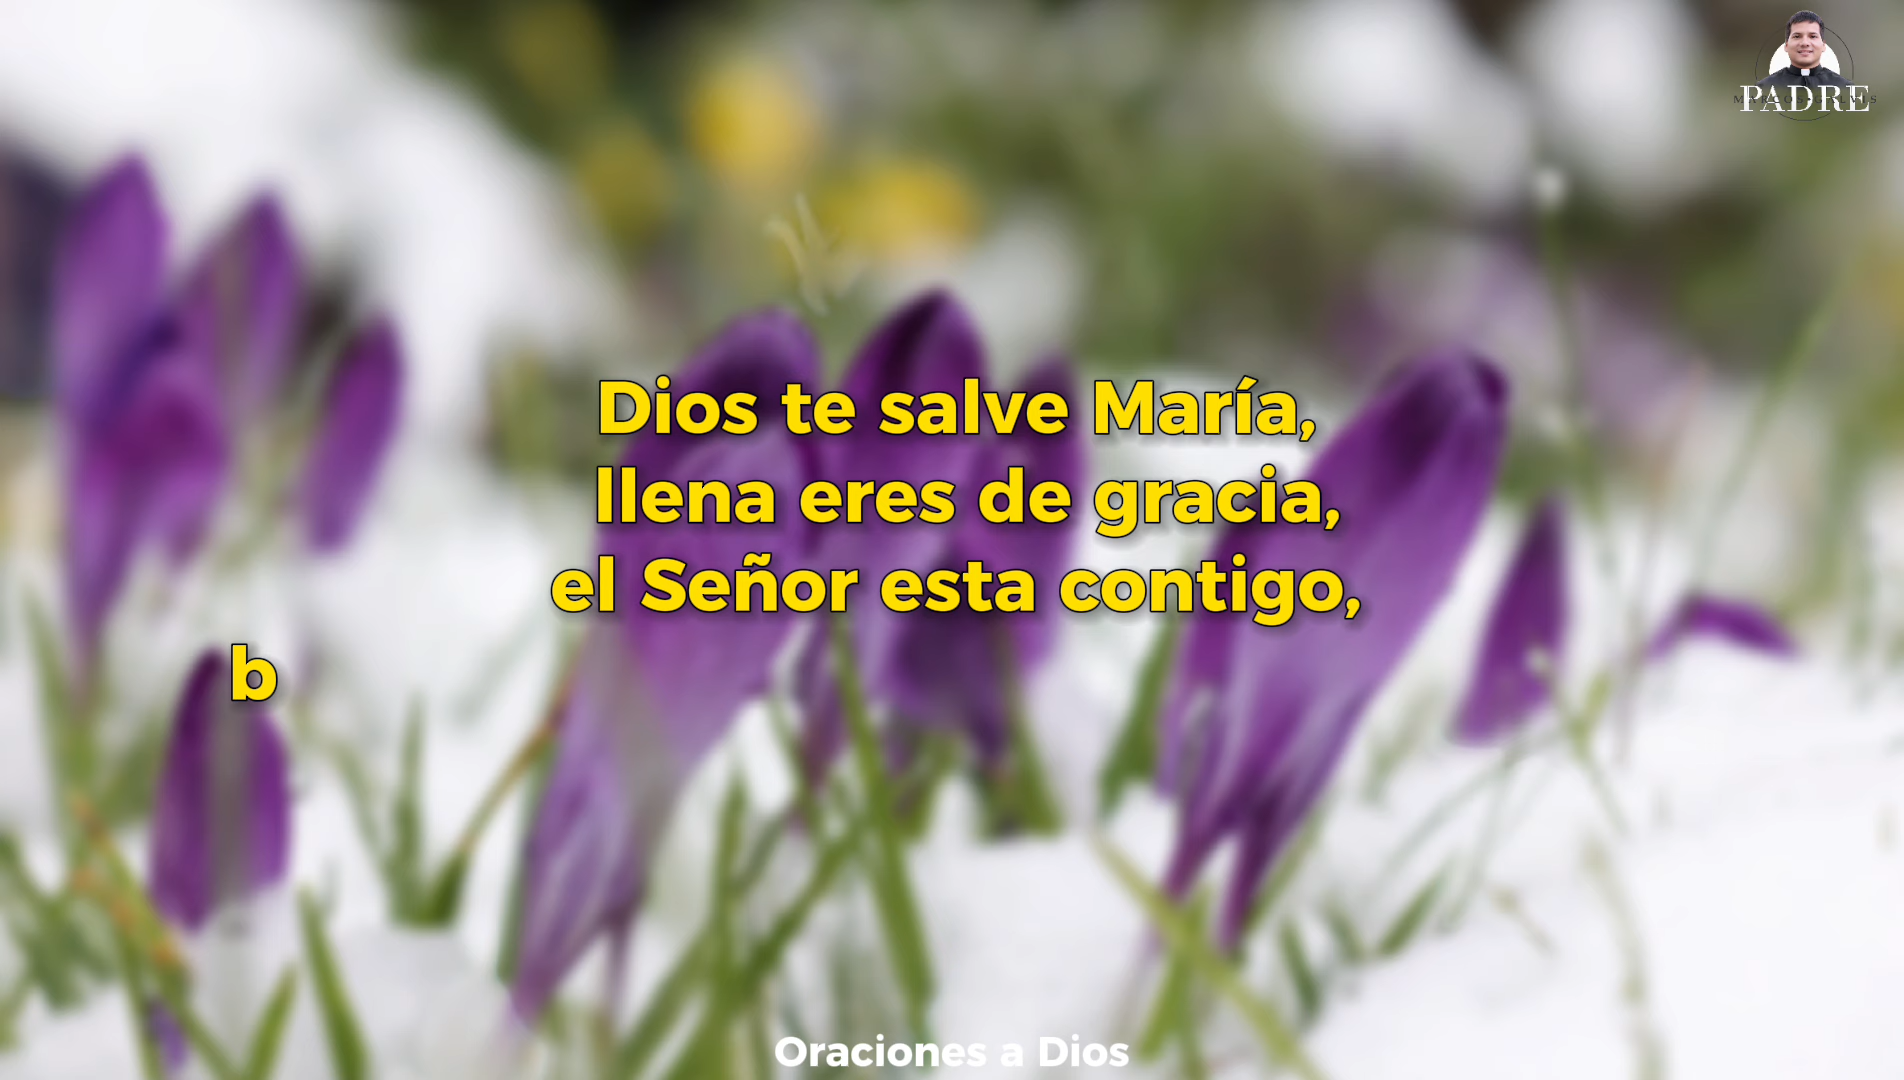 PADRE
Dios te salve María,
llena eres de gracia,
el Señor esta contigo,
b
Oraciones a Dios